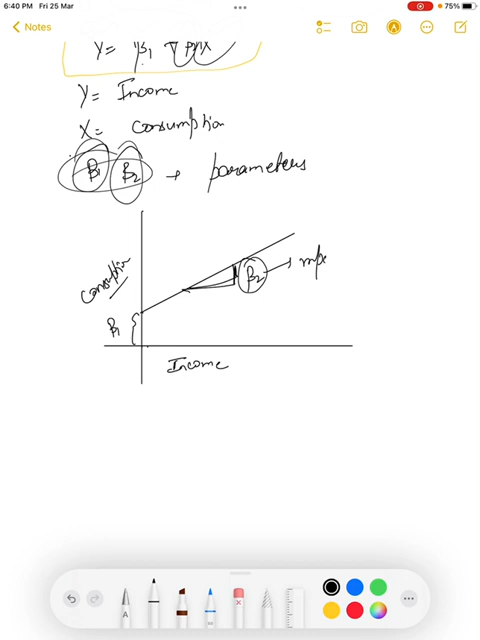 6:40 PM Fri 25 Mar
75%
Notes
Y = β1 + β2X
Y = Income
X = Consumption
β1 β2 → parameters
Consumption
β2 → mpc
β1
Income
A